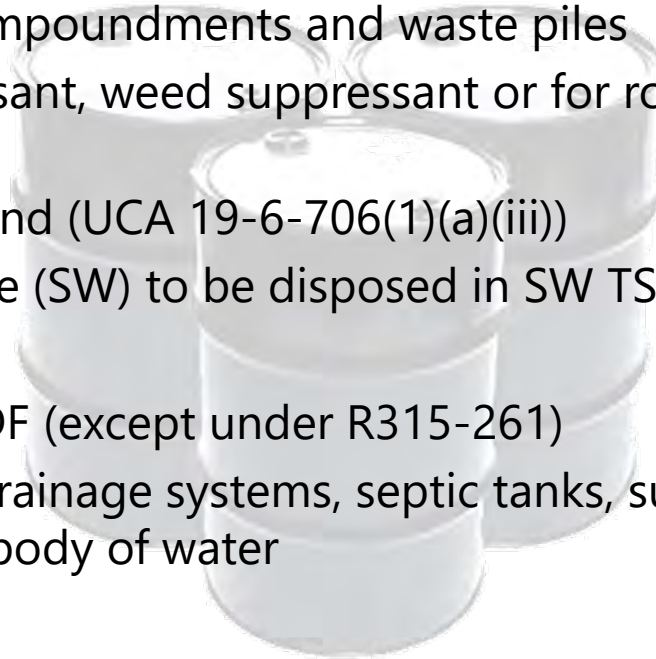 mpoundments and waste piles
sant, weed suppressant or for ro
nd (UCA 19-6-706(1)(a)(iii))
e (SW) to be disposed in SW TS
DF (except under R315-261)
rainage systems, septic tanks, su
body of water